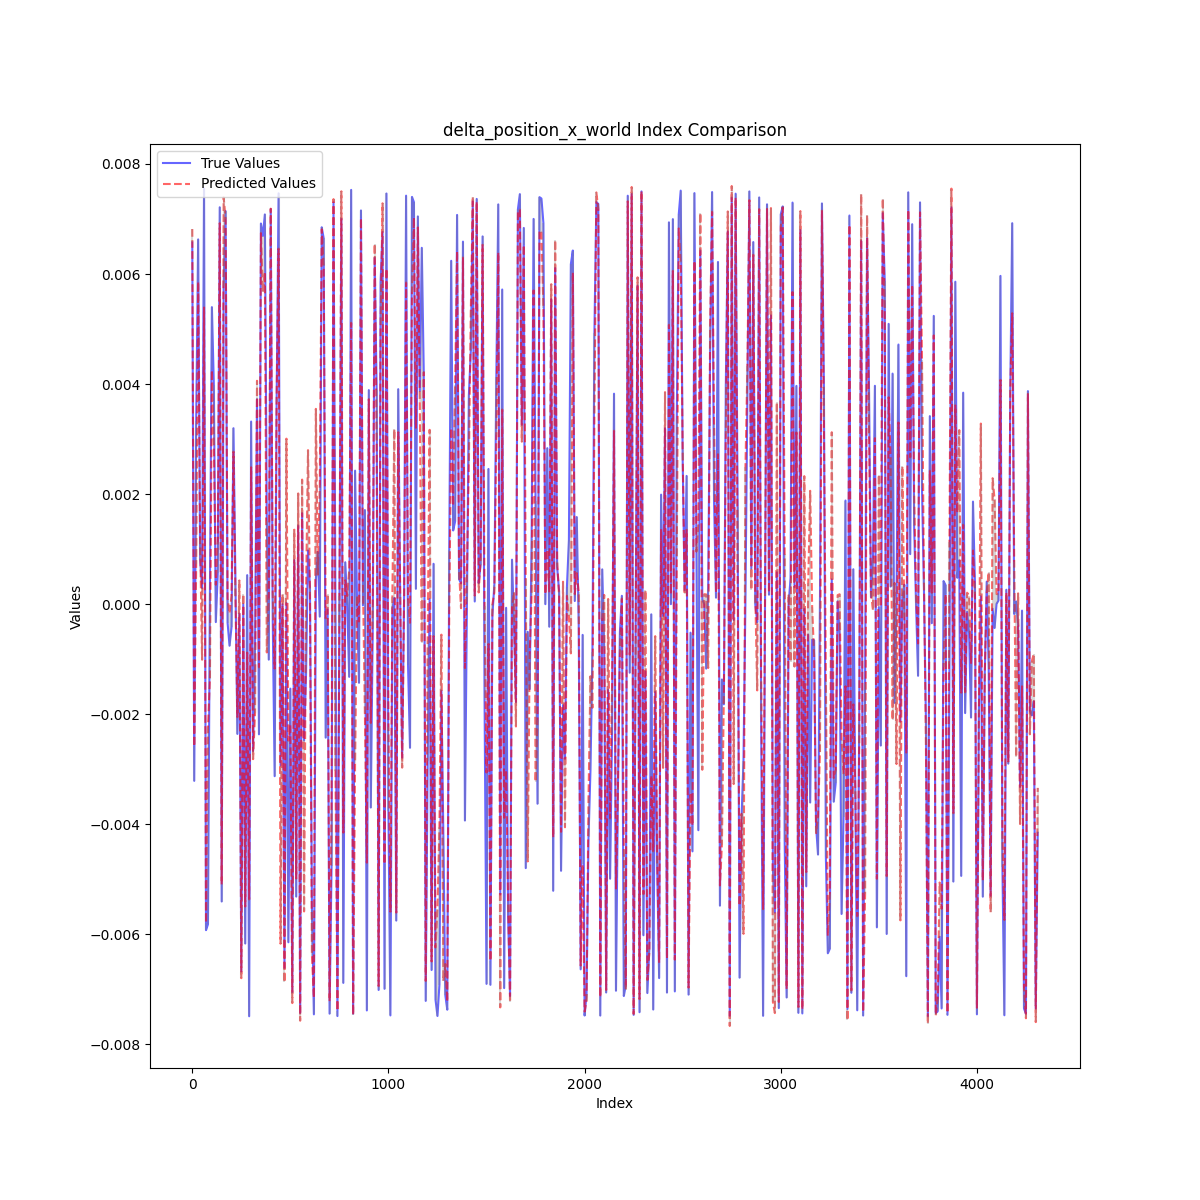 delta_position_x_world Index Comparison
True Values
Predicted Values
0.008
0.006
0.004
0.002
0.000
−0.002
−0.004
−0.006
−0.008
Values
0 1000 2000 3000 4000
Index